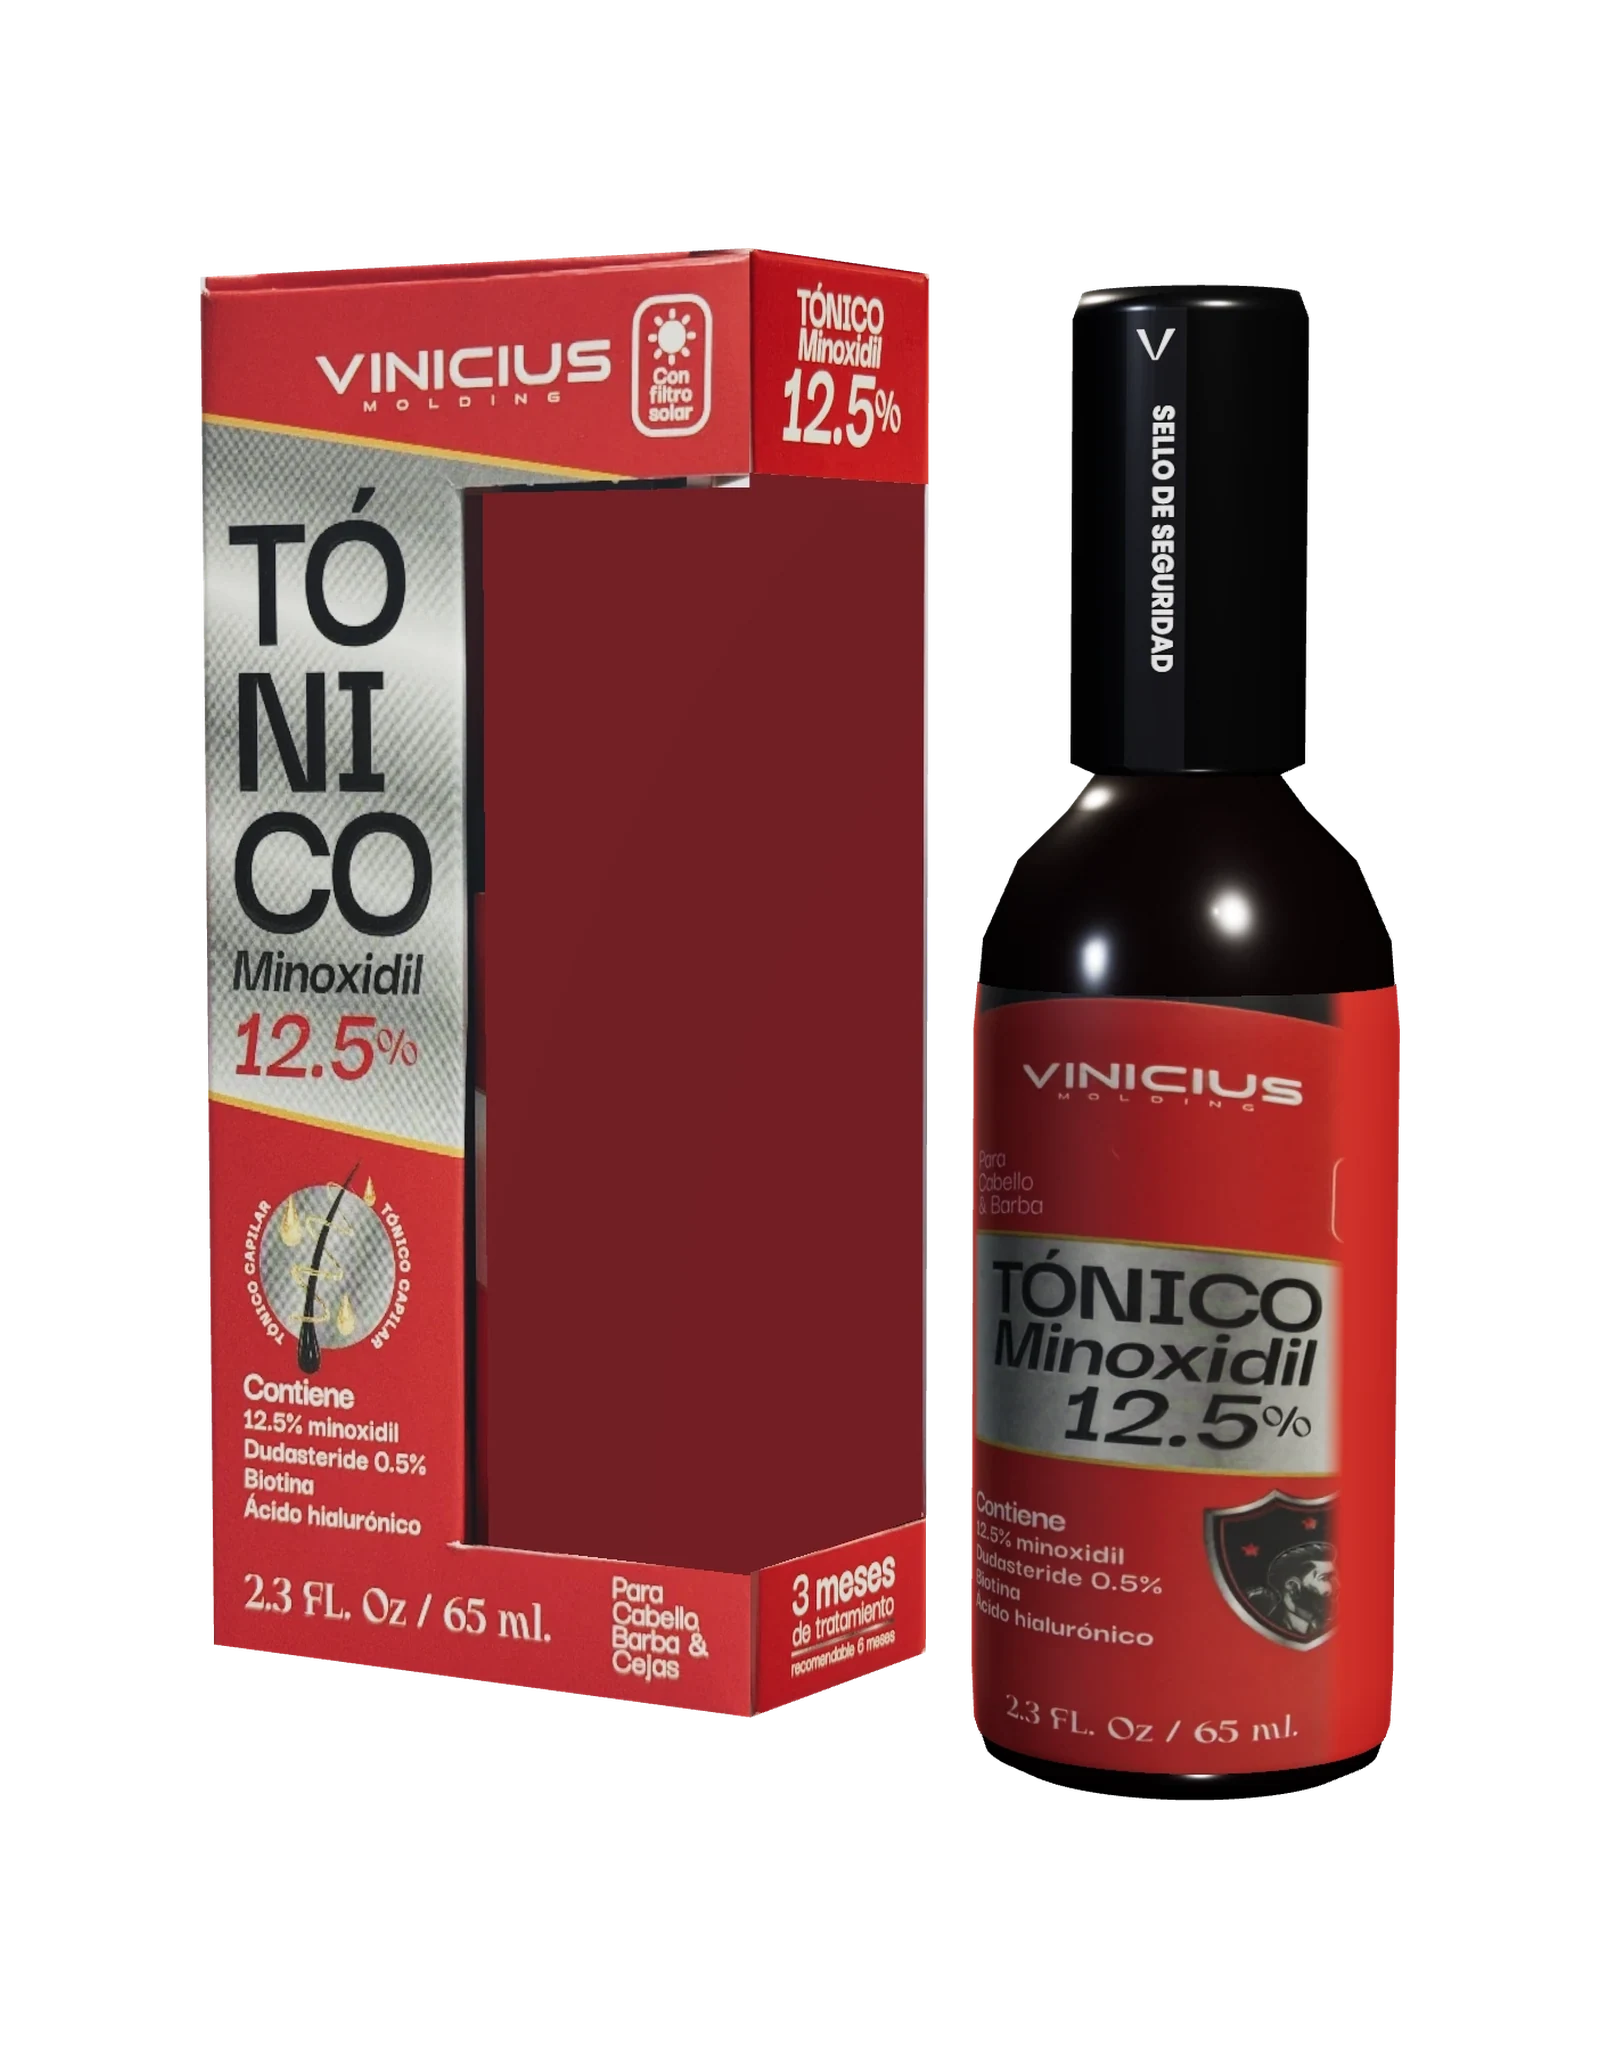 VINICIUS
MOLDING
Con
filtro
solar
TÓ
NI
CO
Minoxidil
12.5%
TÓNICO CAPILAR
TÓNICO CAPILAR
Contiene
12.5% minoxidil
Dudasteride 0.5%
Biotina
Ácido hialurónico
2.3 FL. Oz / 65 ml.
Para
Cabello,
Barba &
Cejas
TÓNICO
Minoxidil
12.5%
3 meses
de tratamiento
recomendable 6 meses
V
SELLO DE SEGURIDAD
VINICIUS
MOLDING
Para
Cabello
& Barba
TÓNICO
Minoxidil
12.5%
Contiene
12.5% minoxidil
Dudasteride 0.5%
Biotina
Ácido hialurónico
2.3 FL. Oz / 65 ml.